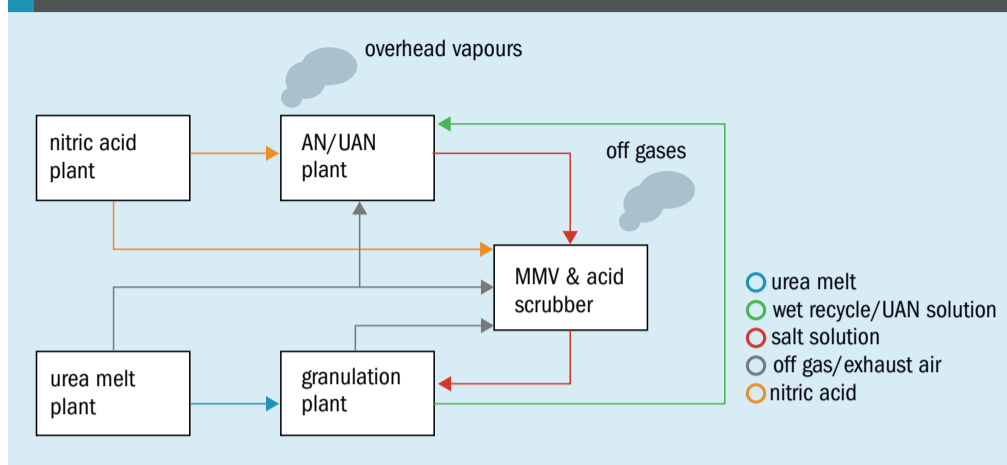 overhead vapours
nitric acid
plant
AN/UAN
plant
off gases
MMV & acid
scrubber
urea melt
plant
granulation
plant
urea melt
wet recycle/UAN solution
salt solution
off gas/exhaust air
nitric acid